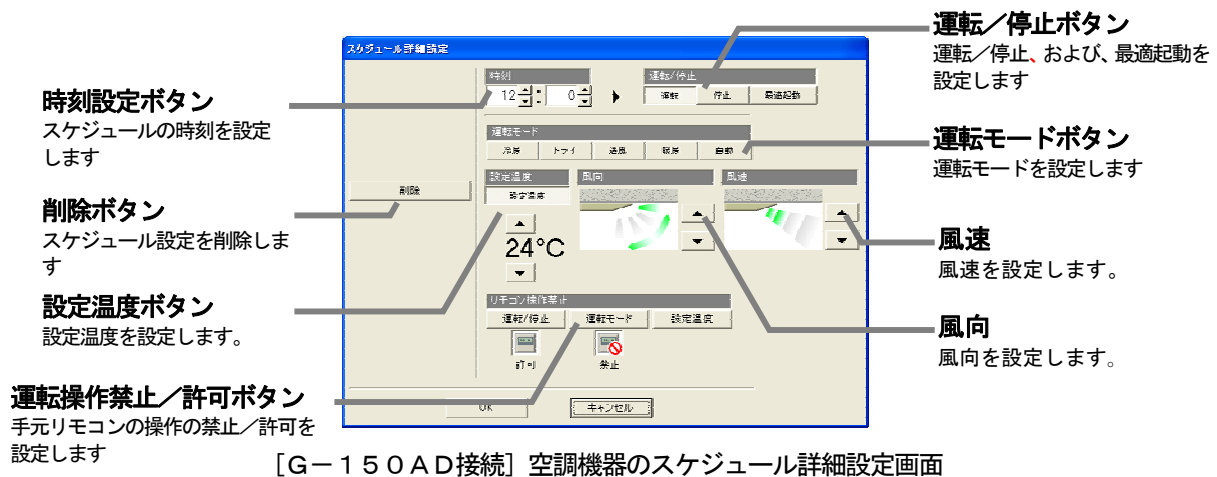 運転／停止ボタン
運転／停止、および、最適起動を
設定します
時刻設定ボタン
スケジュールの時刻を設定
します
運転モードボタン
運転モードを設定します
削除ボタン
スケジュール設定を削除しま
す
風速
風速を設定します。
設定温度ボタン
設定温度を設定します。
風向
風向を設定します。
運転操作禁止／許可ボタン
手元リモコンの操作の禁止／許可を
設定します
スケジュール詳細設定
時刻
運転/停止
12 : 0
運転 停止 最適起動
運転モード
冷房 ドライ 送風 暖房 自動
設定温度 風向 風速
設定温度
削除
24°C
リモコン操作禁止
運転/停止 運転モード 設定温度
許可 禁止
OK キャンセル
［Ｇ－１５０ＡＤ接続］空調機器のスケジュール詳細設定画面